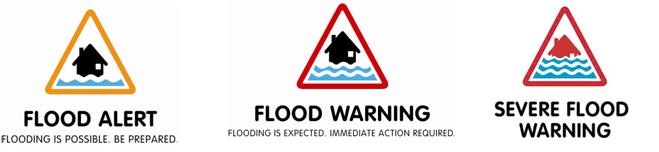 FLOOD ALERT
FLOODING IS POSSIBLE. BE PREPARED.
FLOOD WARNING
FLOODING IS EXPECTED. IMMEDIATE ACTION REQUIRED.
SEVERE FLOOD
WARNING